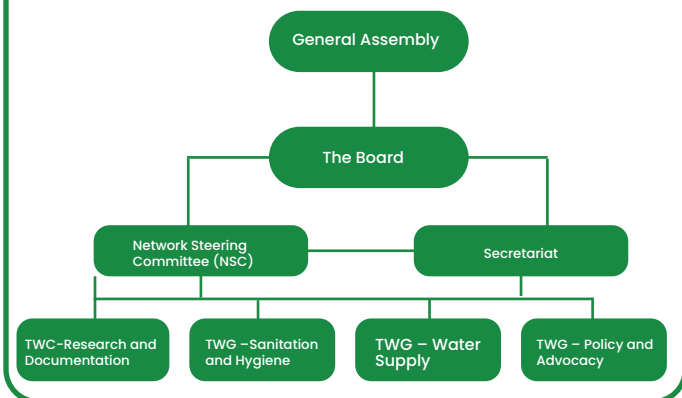 General Assembly
The Board
Network Steering
Committee (NSC)
Secretariat
TWC-Research and
Documentation
TWG –Sanitation
and Hygiene
TWG – Water
Supply
TWG – Policy and
Advocacy